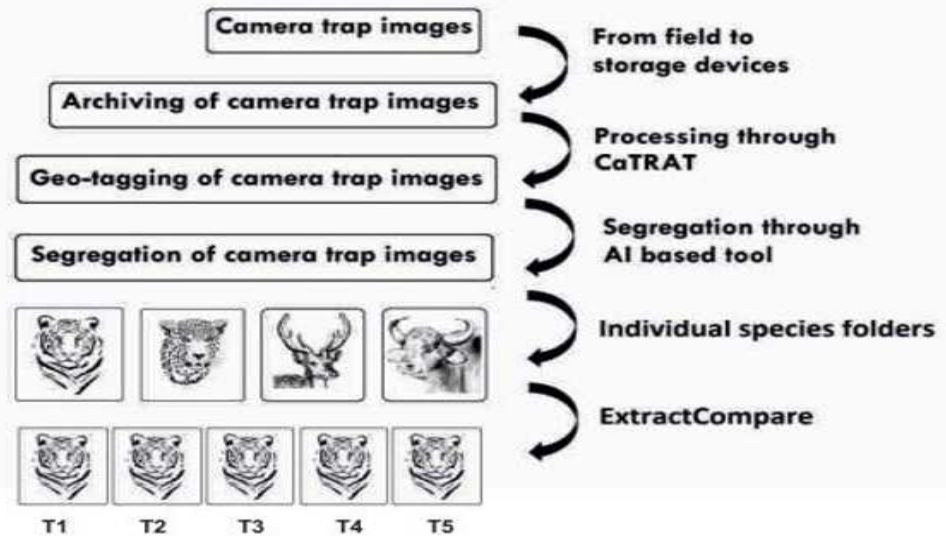 Camera trap images
From field to
storage devices
Archiving of camera trap images
Processing through
CaTRAT
Geo-tagging of camera trap images
Segregation through
AI based tool
Segregation of camera trap images
Individual species folders
ExtractCompare
T1 T2 T3 T4 T5